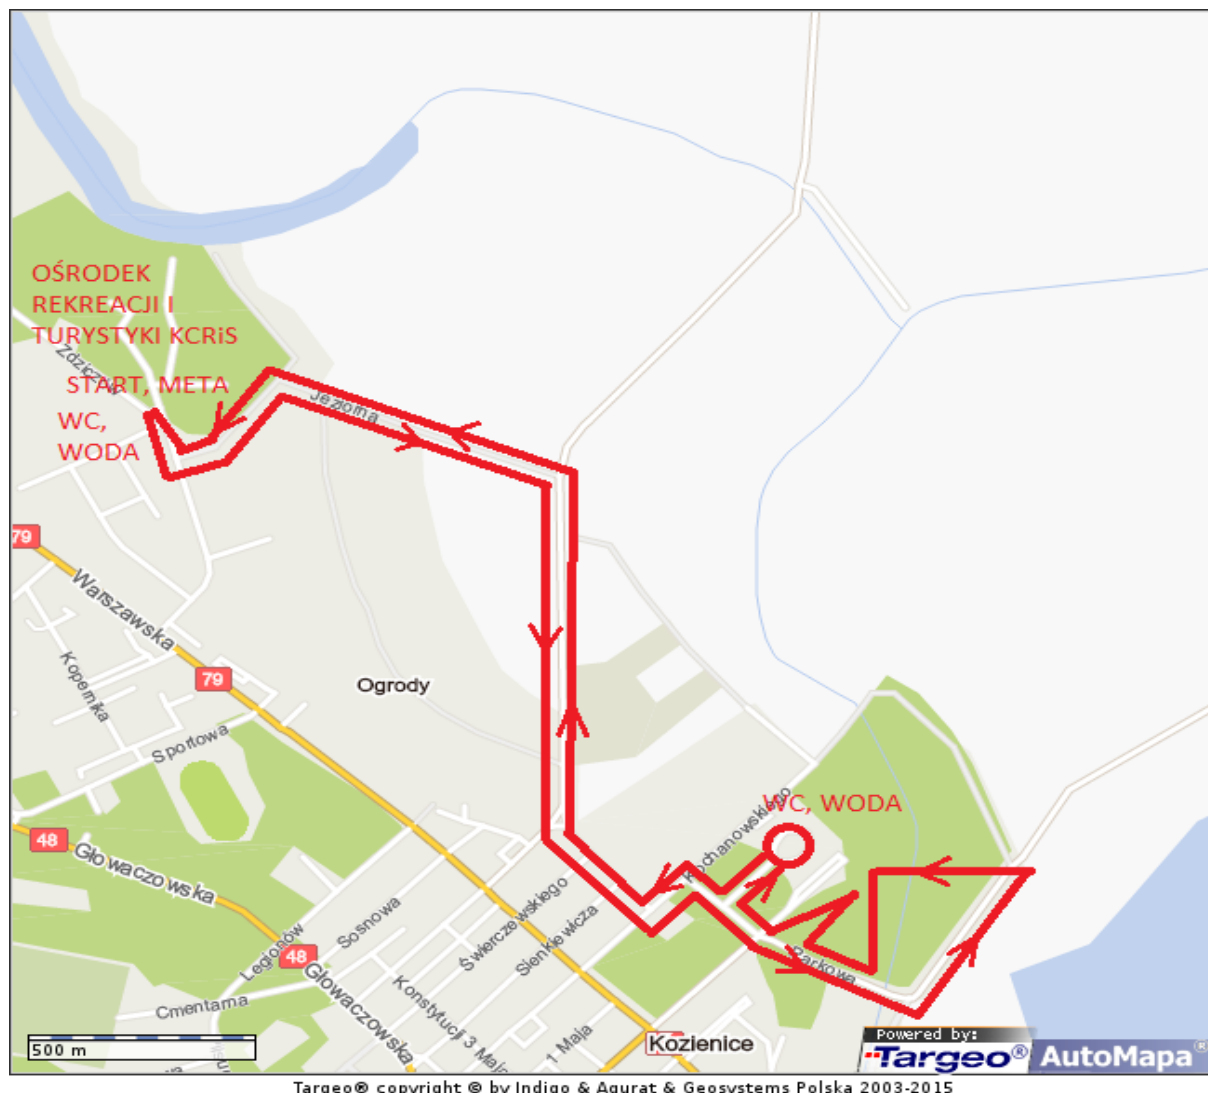 OŚRODEK
REKREACJI I
TURYSTYKI KCRiS
START, META
WC,
WODA
Jeziorna
79
Warszawska
Kopernika
79
Ogrody
Sportowa
WC, WODA
Kochanowskiego
48
Głowaczowska
Świerczewskiego
Sosnowa
Sienkiewicza
Legionów
48
Parkowa
Głowaczowska
Konstytucji 3 Maja
Cmentarna
1 Maja
Kozienice
500 m
Powered by:
Targeo® AutoMapa®
Targeo® copyright © by Indigo & Aqurat & Geosystems Polska 2003-2015